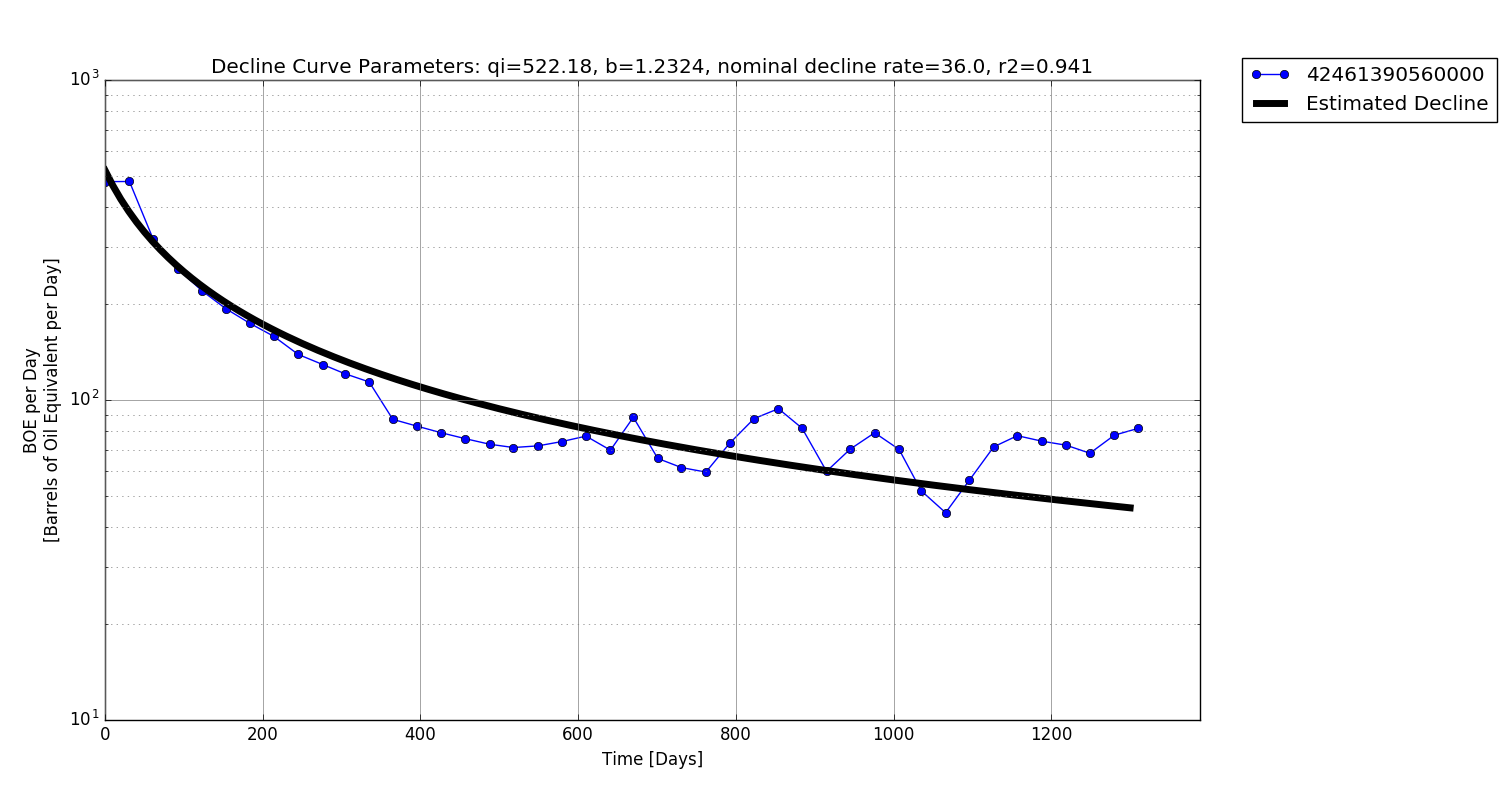 Decline Curve Parameters: qi=522.18, b=1.2324, nominal decline rate=36.0, r2=0.941
42461390560000
Estimated Decline
BOE per Day
[Barrels of Oil Equivalent per Day]
10³
10²
10¹
0 200 400 600 800 1000 1200
Time [Days]